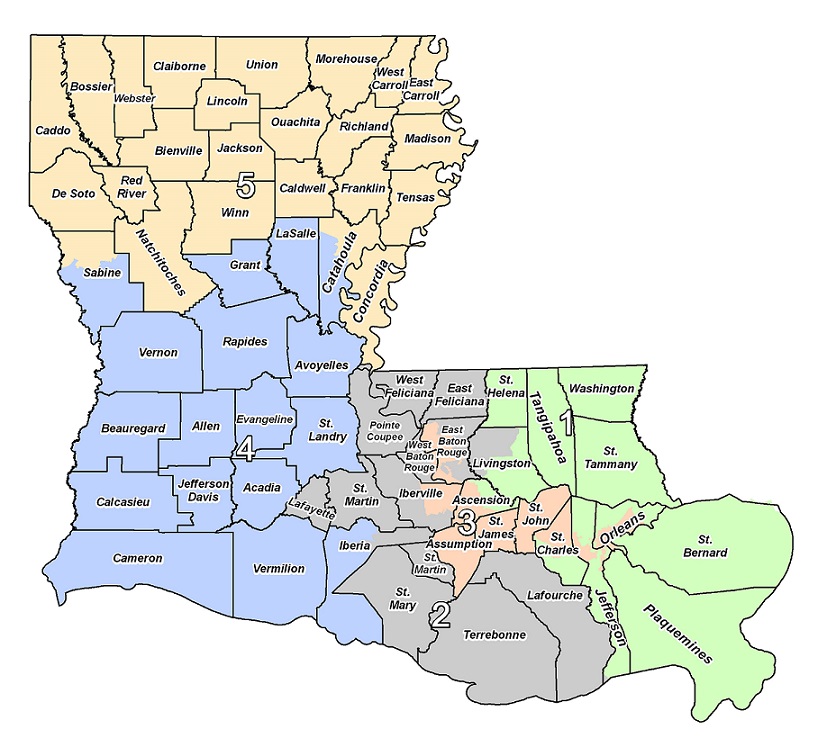 Claiborne
Union
Morehouse
West
Carroll
East
Carroll
Bossier
Webster
Lincoln
Caddo
Ouachita
Richland
Madison
Bienville
Jackson
De Soto
Red
River
5
Caldwell
Franklin
Tensas
Winn
Natchitoches
LaSalle
Catahoula
Concordia
Sabine
Grant
Vernon
Rapides
Avoyelles
West
Feliciana
East
Feliciana
St.
Helena
Tangipahoa
Washington
1
Beauregard
Allen
Evangeline
St.
Landry
Pointe
Coupee
West
Baton
Rouge
East
Baton
Rouge
Livingston
St.
Tammany
4
Calcasieu
Jefferson
Davis
Acadia
Lafayette
St.
Martin
Iberville
Ascension
3
St.
James
St.
John
St.
Charles
Orleans
St.
Bernard
Assumption
Cameron
Vermilion
Iberia
St.
Martin
St.
Mary
2
Lafourche
Terrebonne
Jefferson
Plaquemines